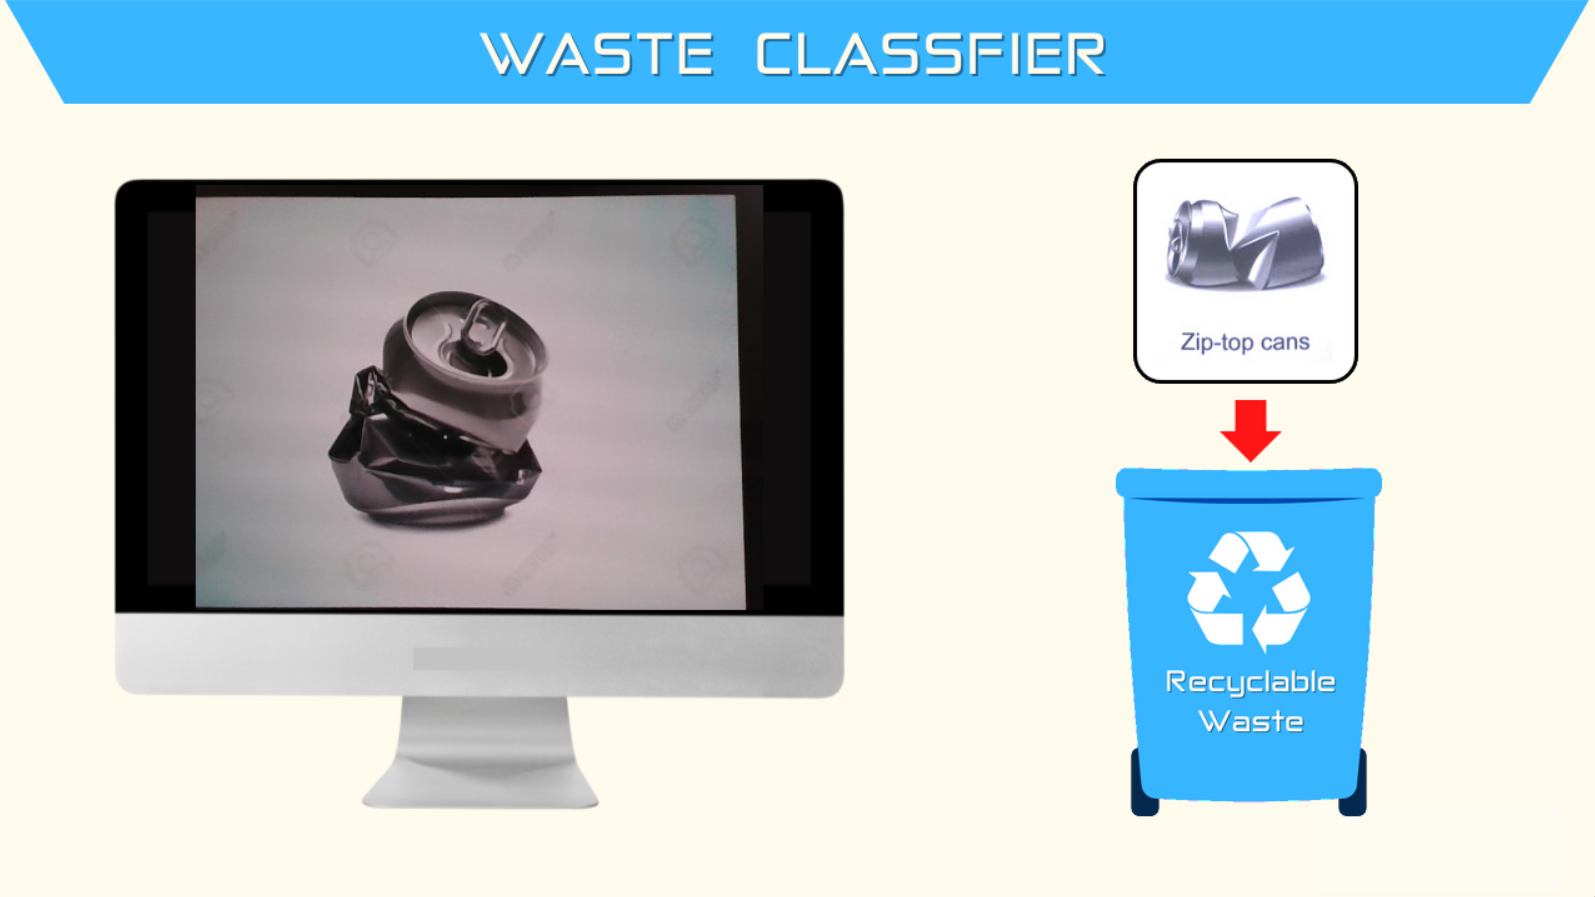 WASTE CLASSFIER
Zip-top cans
Recyclable
Waste